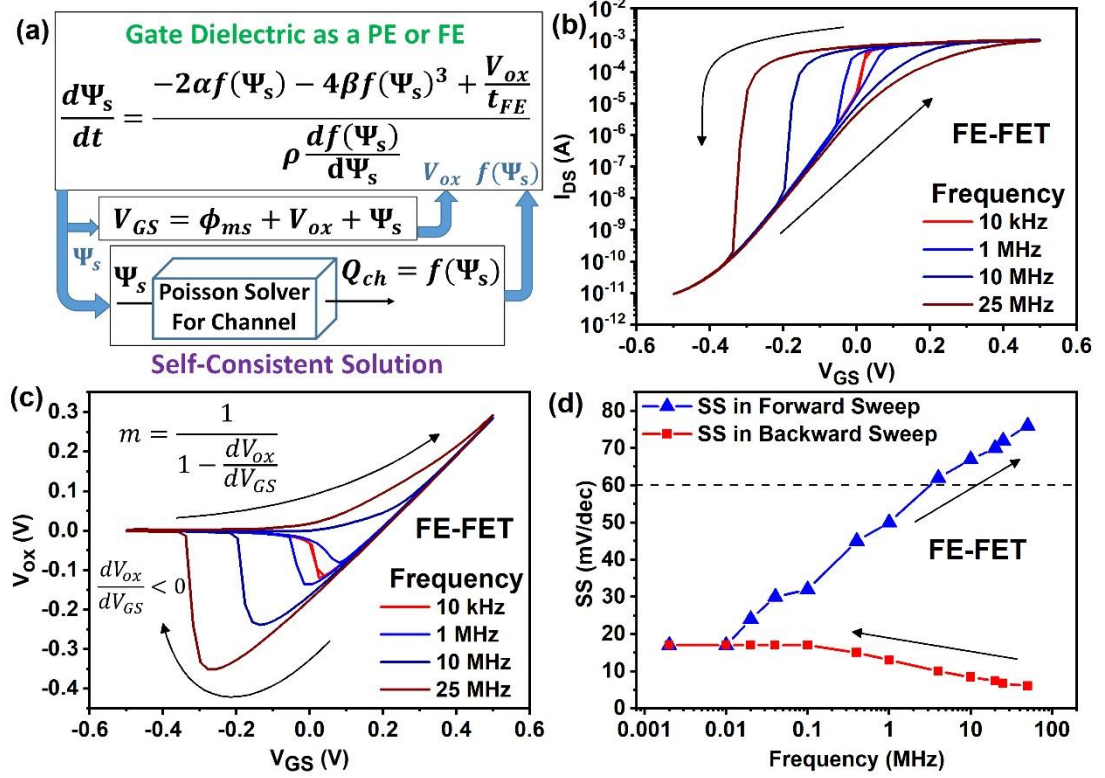 (a)
Gate Dielectric as a PE or FE
dΨs/dt = (-2αf(Ψs) - 4βf(Ψs)³ + Vox/tFE) / (ρ df(Ψs)/dΨs)
Vox f(Ψs)
VGS = ϕms + Vox + Ψs
Ψs
Ψs
Qch = f(Ψs)
Poisson Solver
For Channel
Self-Consistent Solution
(b)
10⁻²
10⁻³
10⁻⁴
10⁻⁵
10⁻⁶
10⁻⁷
10⁻⁸
10⁻⁹
10⁻¹⁰
10⁻¹¹
10⁻¹²
IDS (A)
FE-FET
Frequency
10 kHz
1 MHz
10 MHz
25 MHz
-0.6 -0.4 -0.2 0.0 0.2 0.4 0.6
VGS (V)
(c)
0.3
0.2
0.1
0.0
-0.1
-0.2
-0.3
-0.4
Vox (V)
m = 1 / (1 - dVox/dVGS)
FE-FET
dVox/dVGS < 0
Frequency
10 kHz
1 MHz
10 MHz
25 MHz
-0.6 -0.4 -0.2 0.0 0.2 0.4 0.6
VGS (V)
(d)
80
70
60
50
40
30
20
10
0
SS (mV/dec)
SS in Forward Sweep
SS in Backward Sweep
FE-FET
0.001 0.01 0.1 1 10 100
Frequency (MHz)